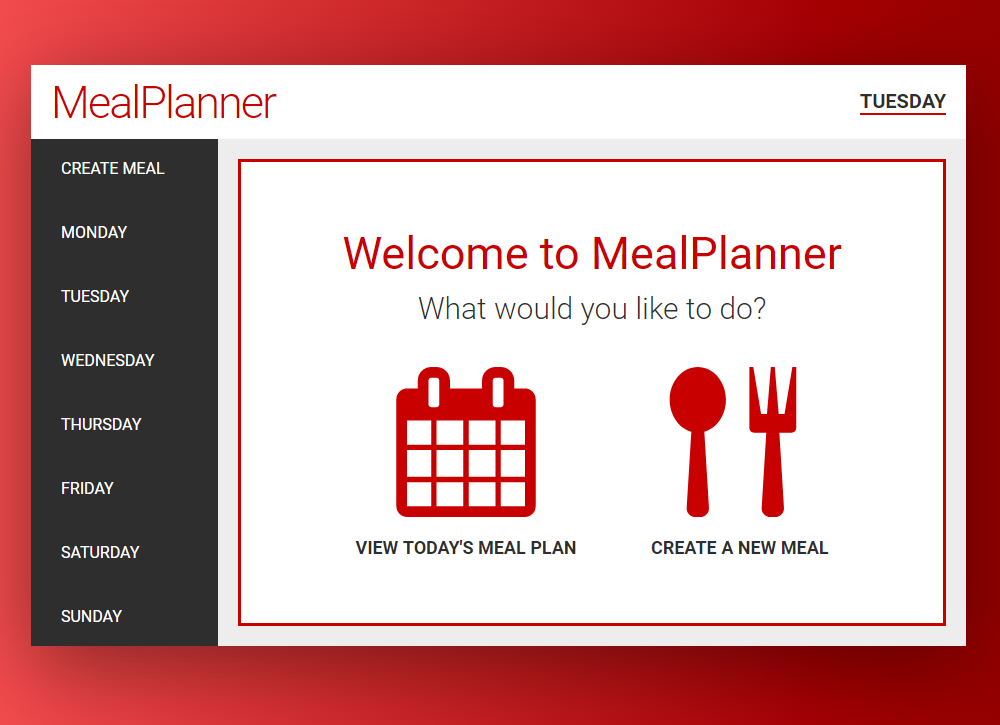 MealPlanner
TUESDAY
CREATE MEAL
MONDAY
TUESDAY
WEDNESDAY
THURSDAY
FRIDAY
SATURDAY
SUNDAY
Welcome to MealPlanner
What would you like to do?
VIEW TODAY'S MEAL PLAN
CREATE A NEW MEAL